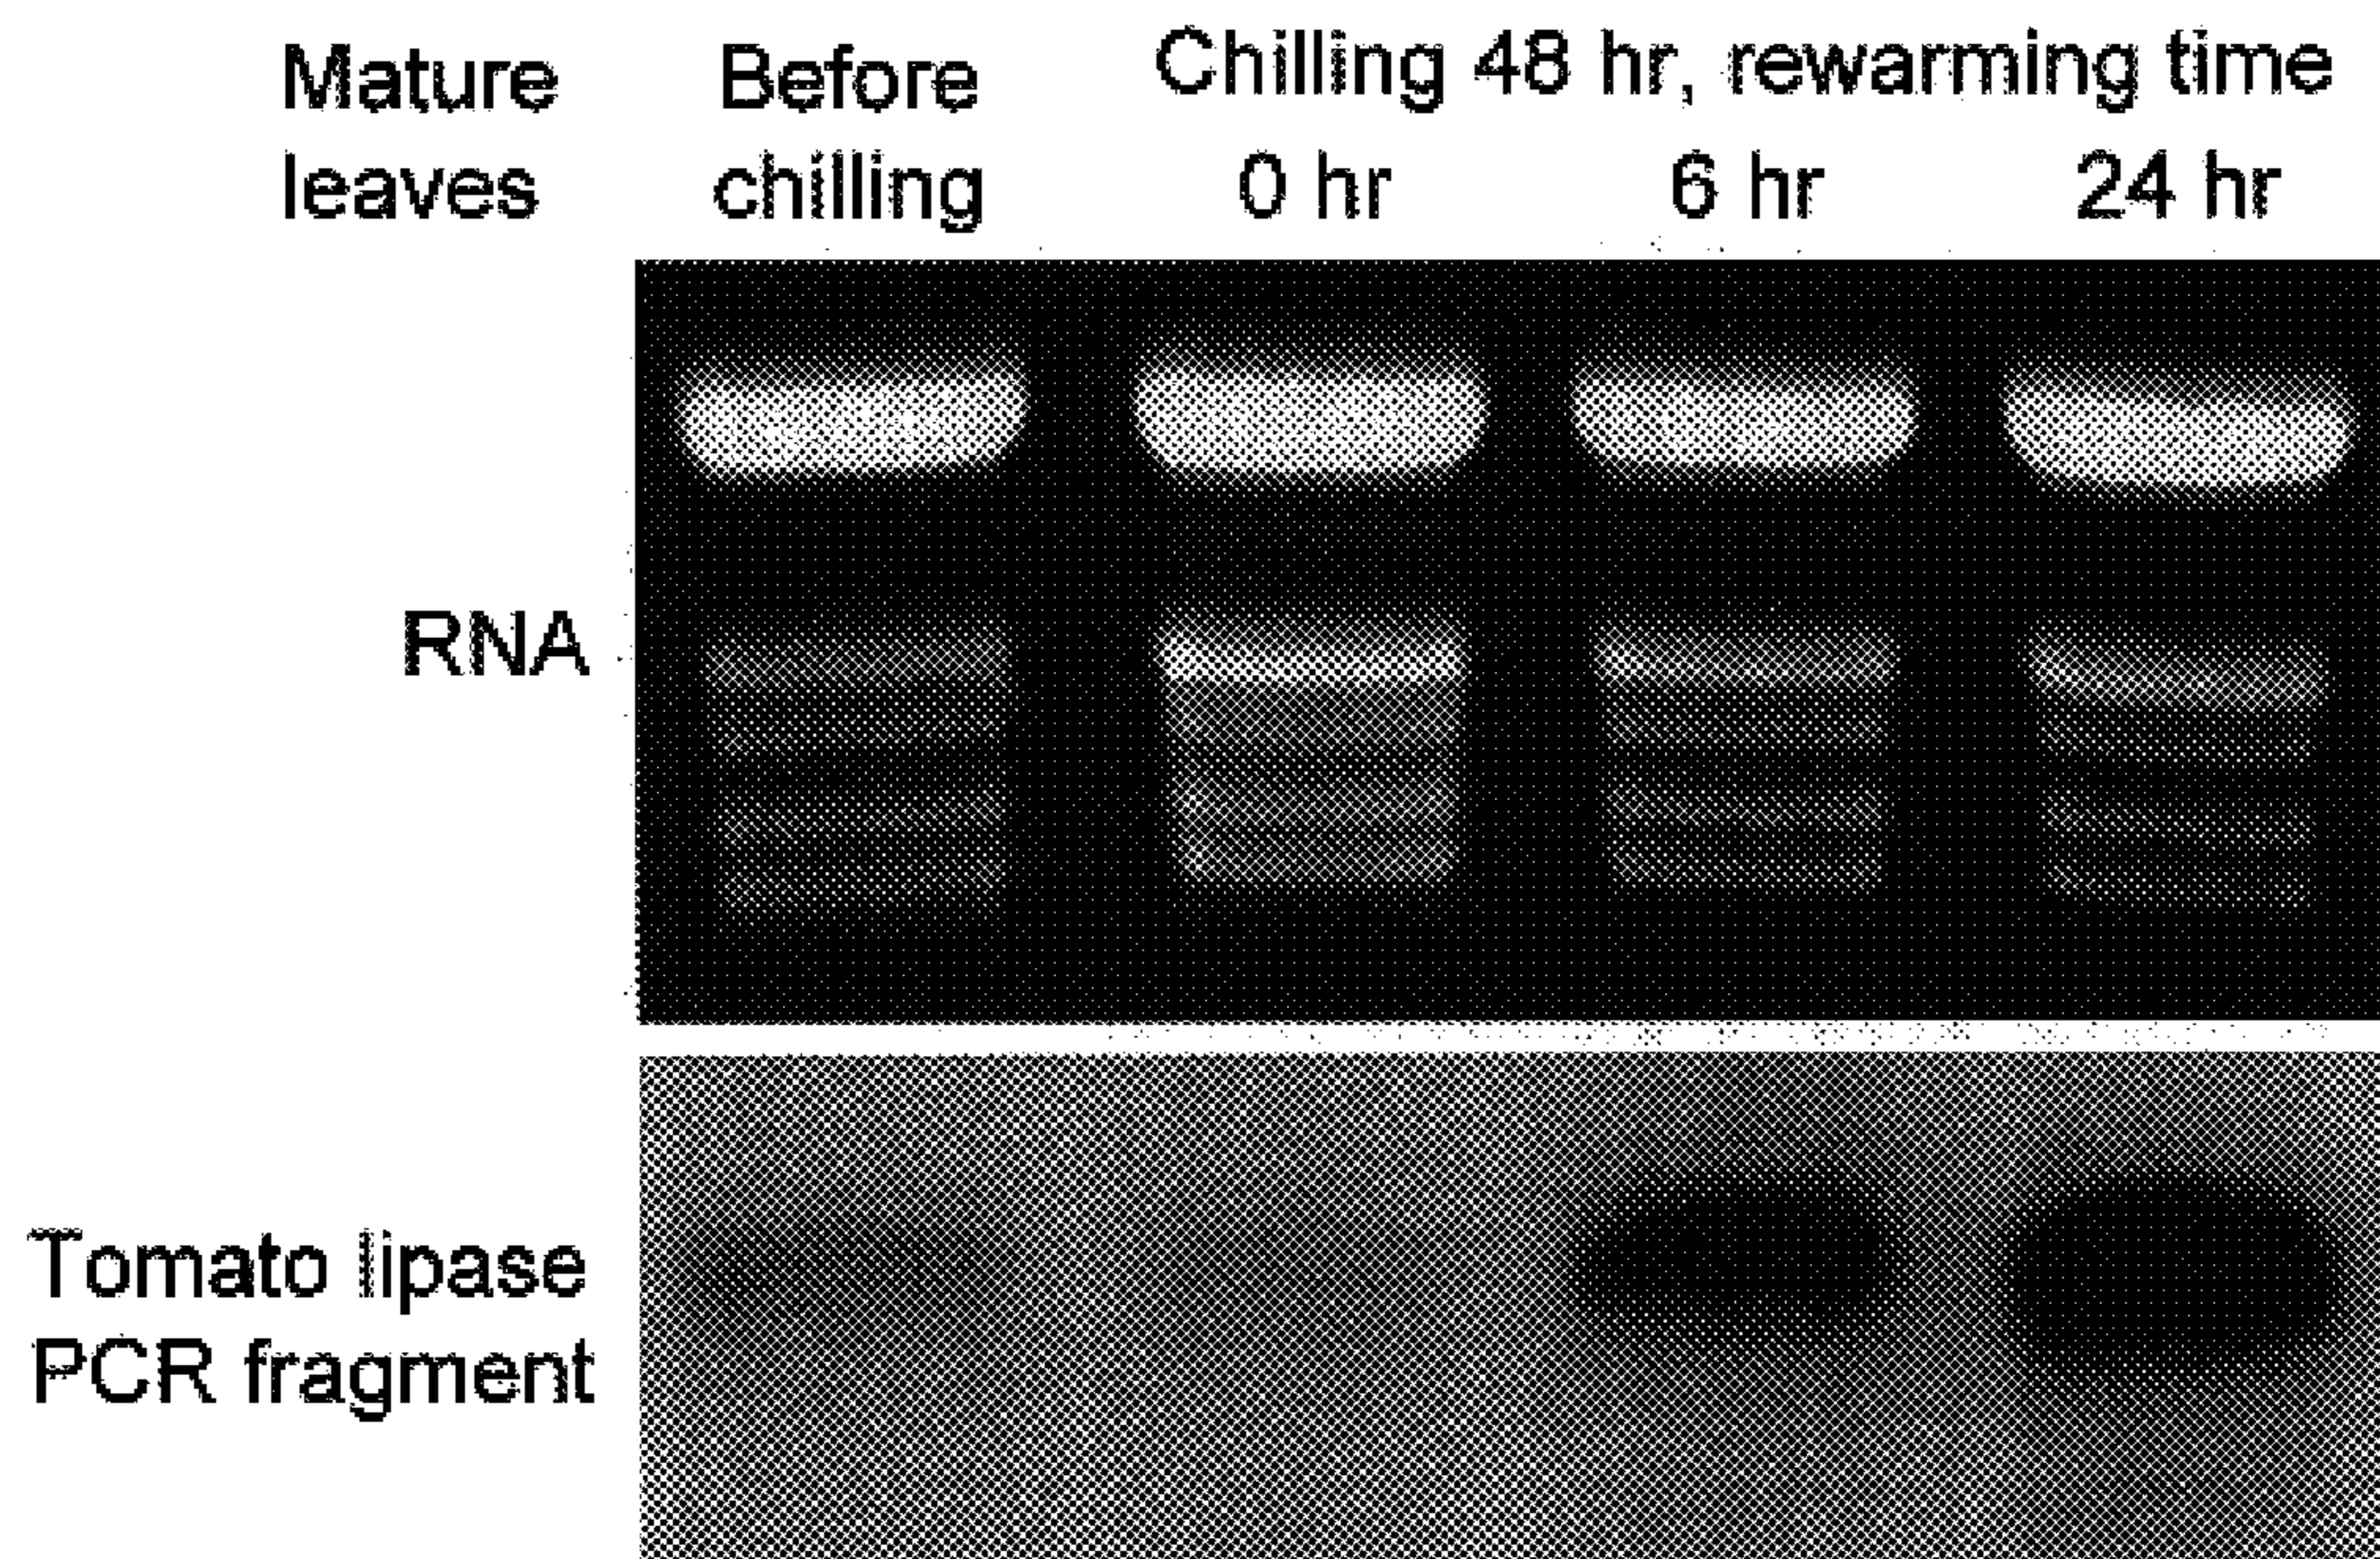 Mature leaves
Before chilling
Chilling 48 hr, rewarming time
0 hr
6 hr
24 hr
RNA
Tomato lipase
PCR fragment